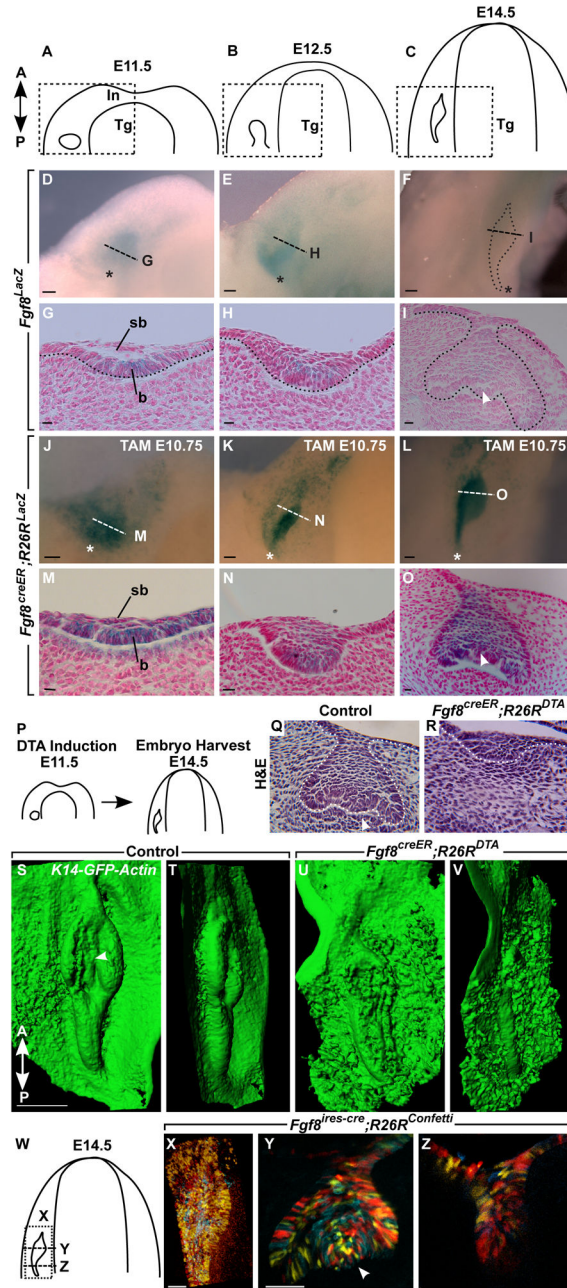 A
E11.5
A
P
In
Tg
B
E12.5
Tg
C
E14.5
Tg
Fgf8LacZ
D
G
*
E
H
*
F
I
*
G
sb
b
H
I
Fgf8creER;R26RLacZ
J
TAM E10.75
M
*
K
TAM E10.75
N
*
L
TAM E10.75
O
*
M
sb
b
N
O
P
DTA Induction
E11.5
Embryo Harvest
E14.5
Control
Fgf8creER;R26RDTA
H&E
Q
R
Control
Fgf8creER;R26RDTA
S
K14-GFP-Actin
A
P
T
U
V
W
E14.5
X
Y
Z
Fgf8ires-cre;R26RConfetti
X
Y
Z